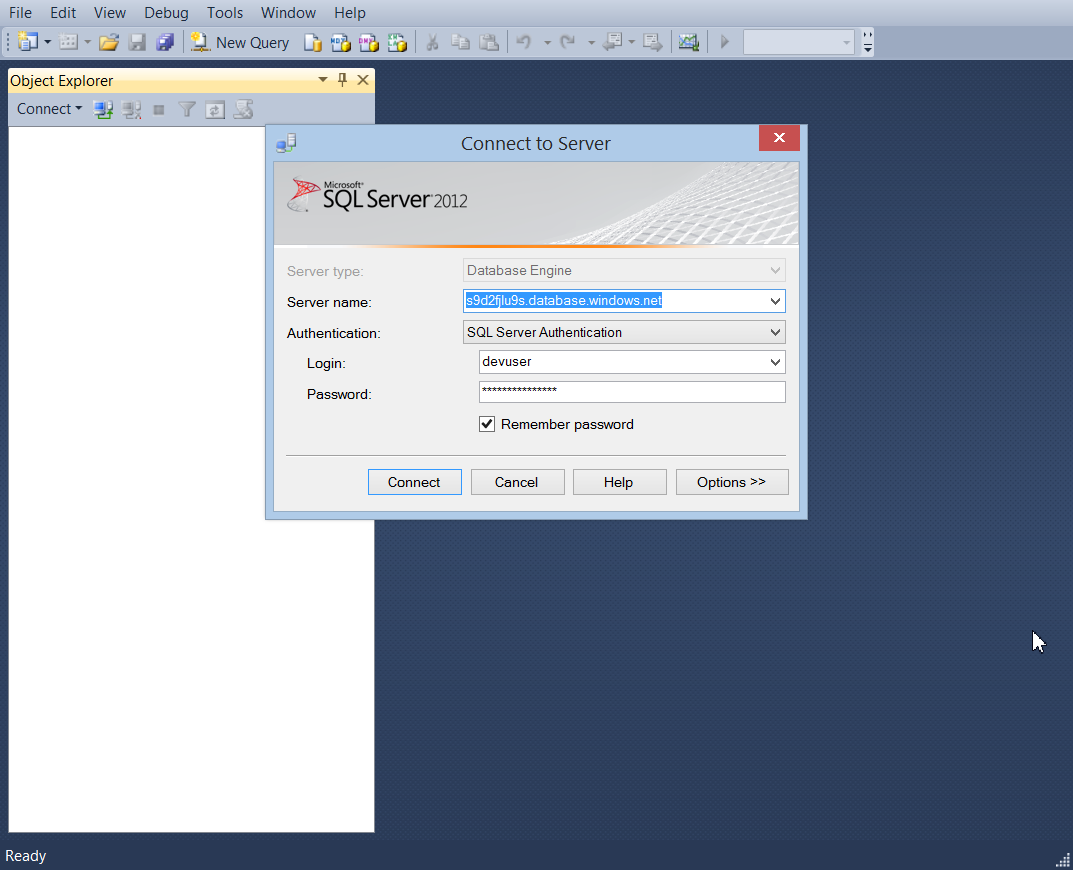 File Edit View Debug Tools Window Help
New Query
Object Explorer
Connect
Connect to Server
Microsoft®
SQL Server® 2012
Server type: Database Engine
Server name: s9d2fjlu9s.database.windows.net
Authentication: SQL Server Authentication
Login: devuser
Password: ***************
Remember password
Connect Cancel Help Options >>
Ready